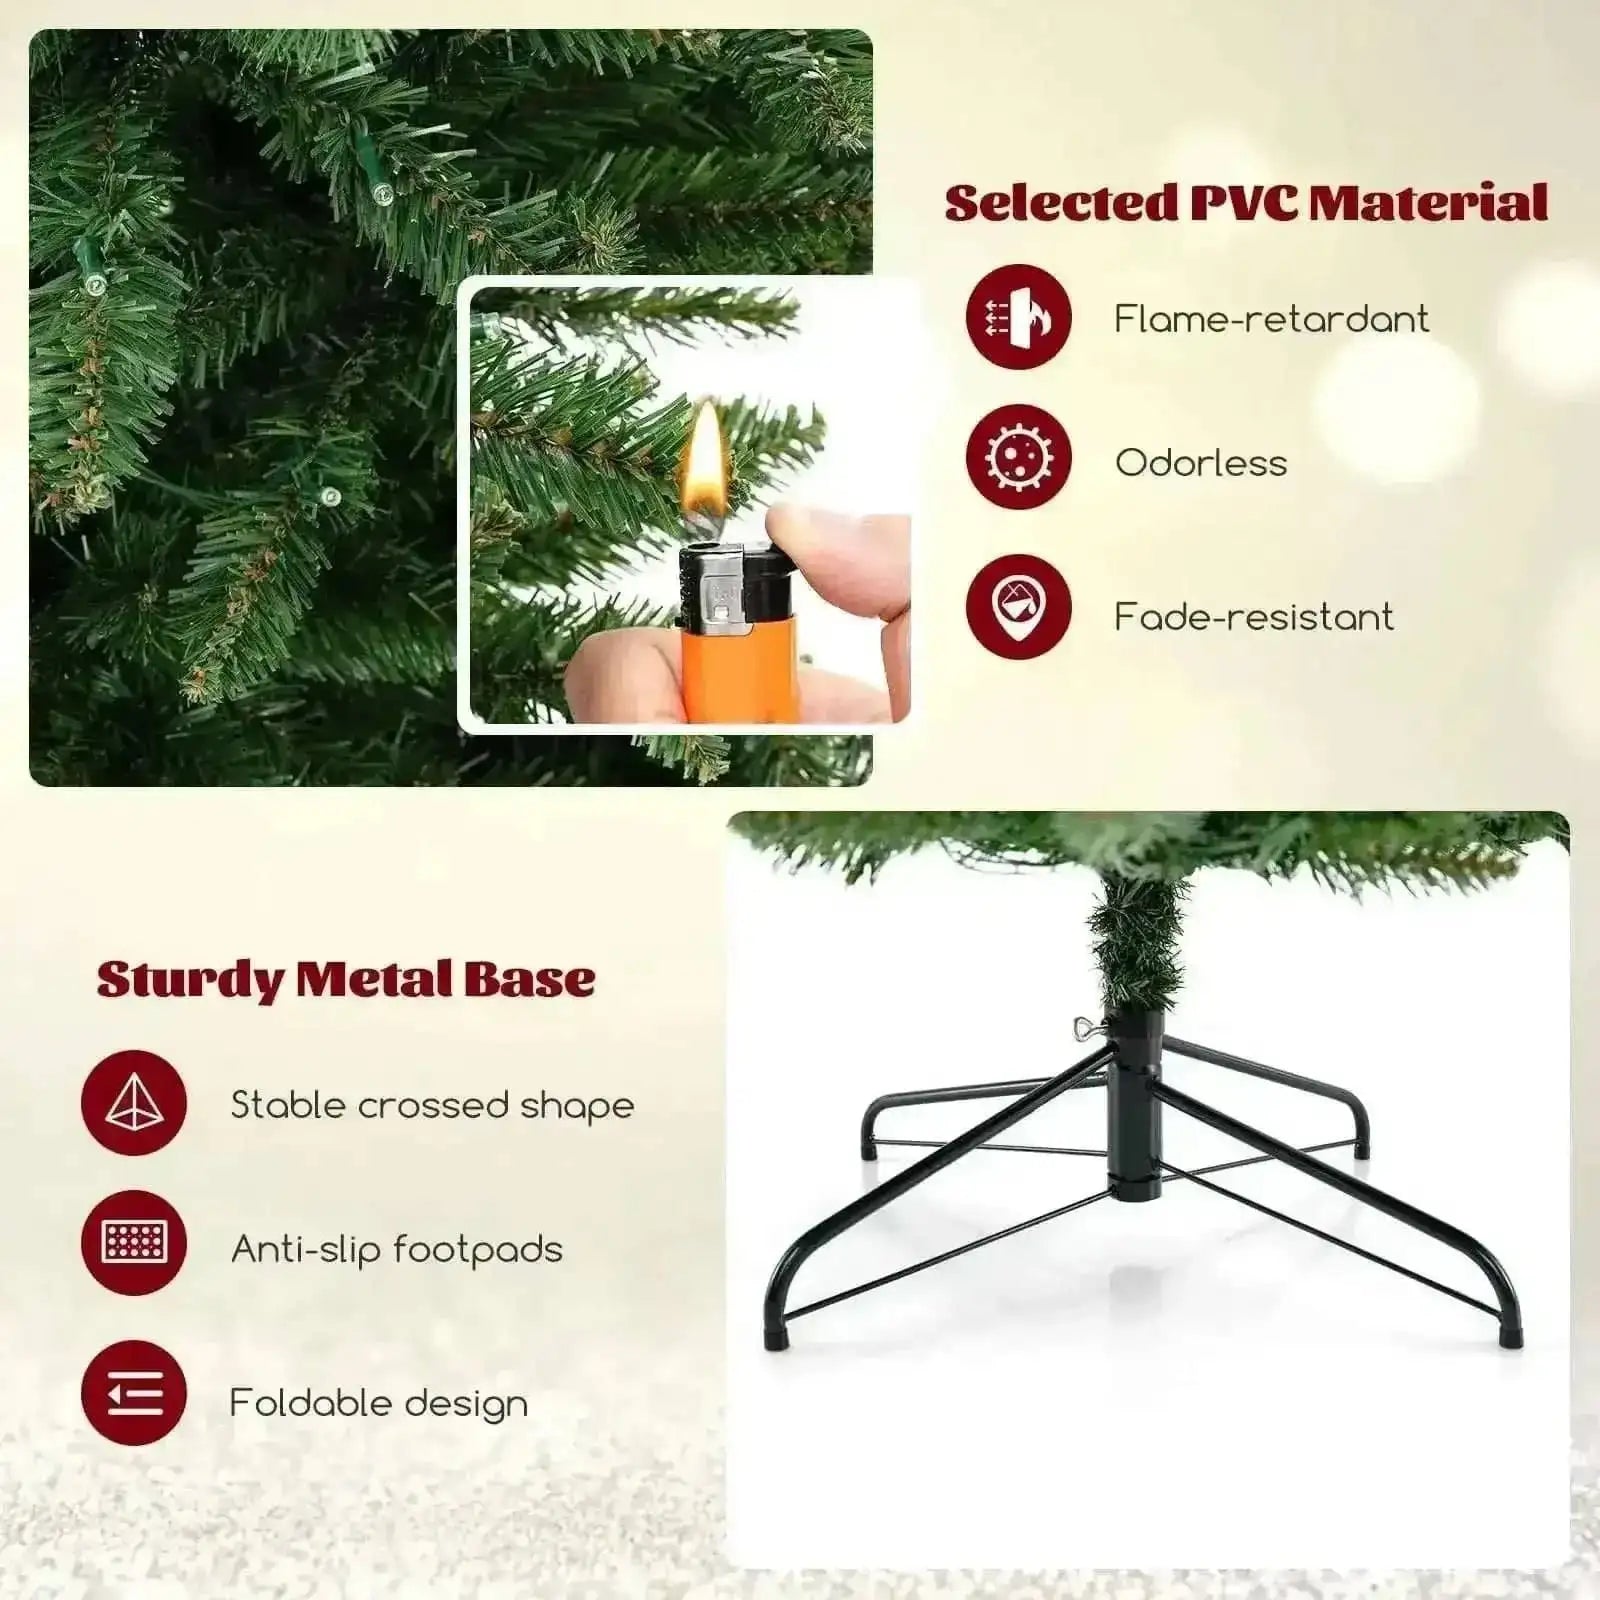 Selected PVC Material
Flame-retardant
Odorless
Fade-resistant
Sturdy Metal Base
Stable crossed shape
Anti-slip footpads
Foldable design